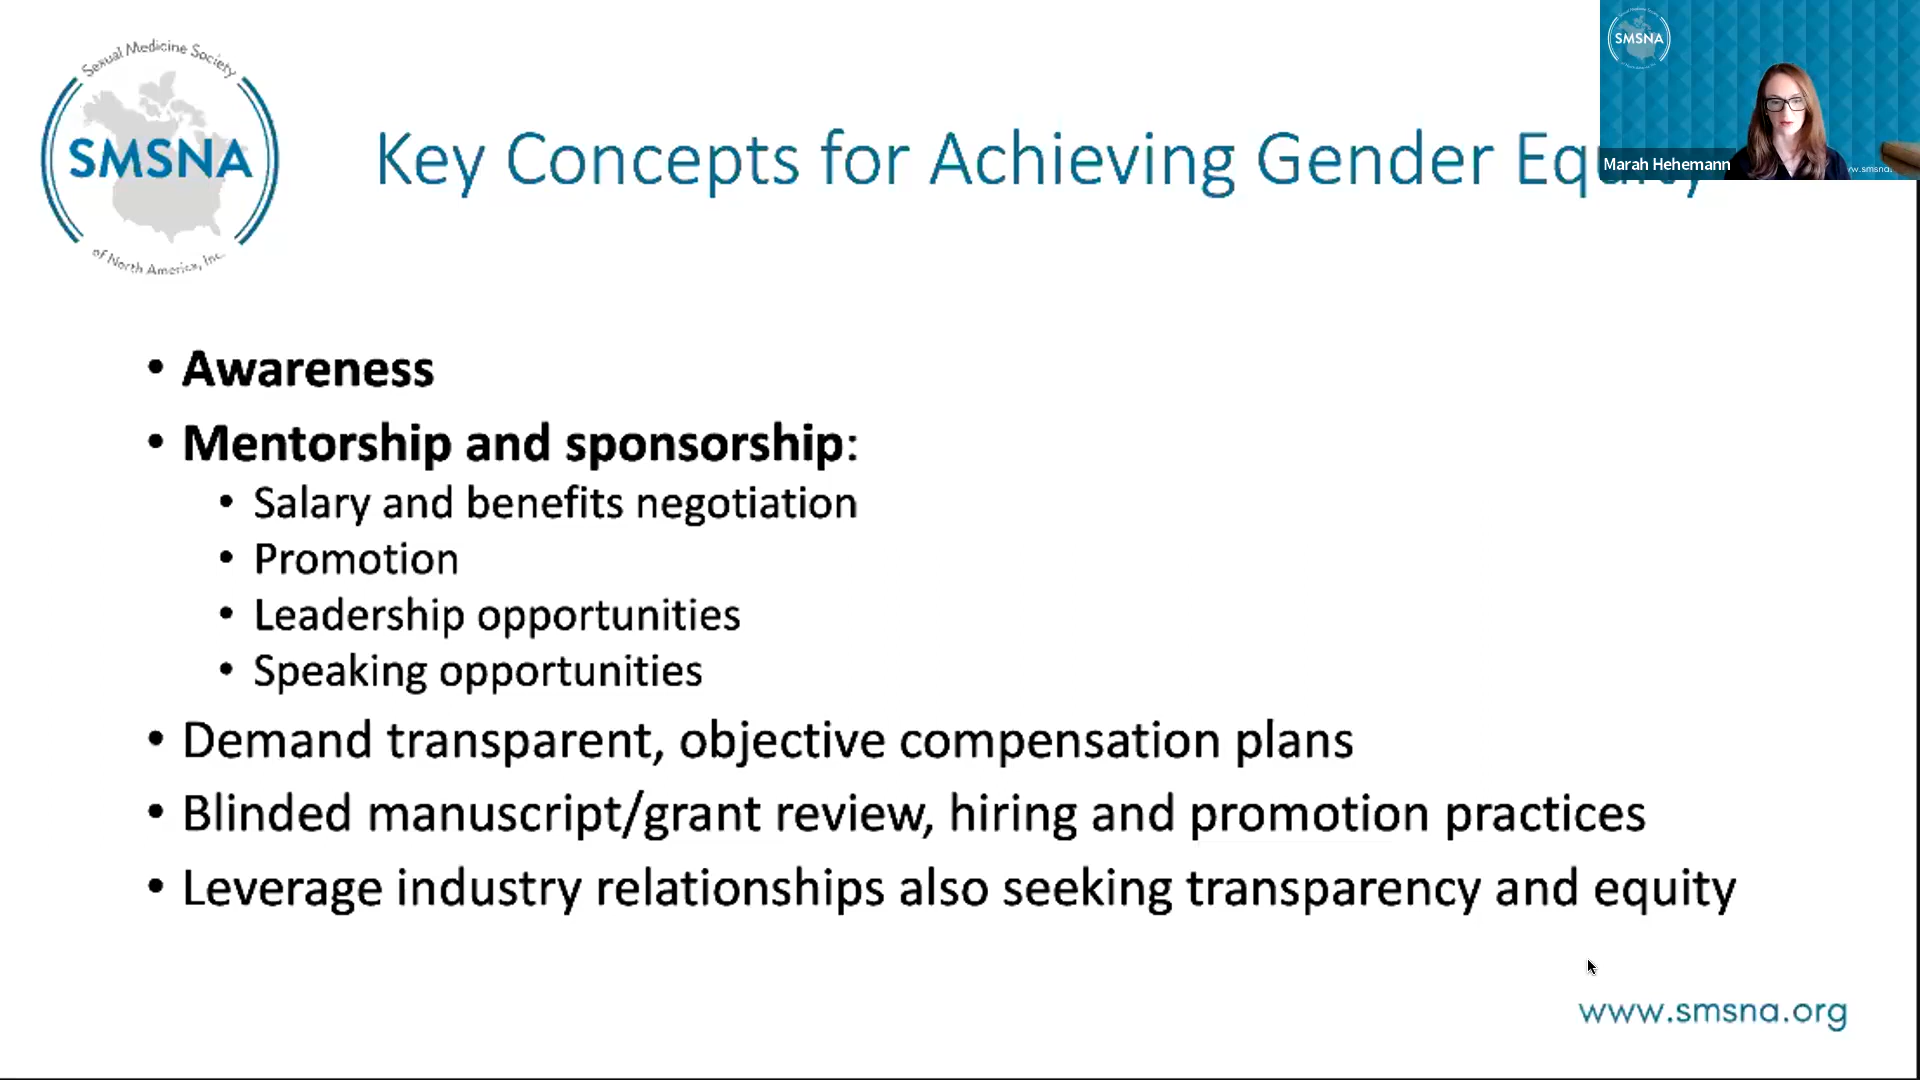 Sexual Medicine Society
SMSNA
of North America, Inc.
Key Concepts for Achieving Gender Equity
SMSNA
Marah Hehemann
• Awareness
• Mentorship and sponsorship:
• Salary and benefits negotiation
• Promotion
• Leadership opportunities
• Speaking opportunities
• Demand transparent, objective compensation plans
• Blinded manuscript/grant review, hiring and promotion practices
• Leverage industry relationships also seeking transparency and equity
www.smsna.org